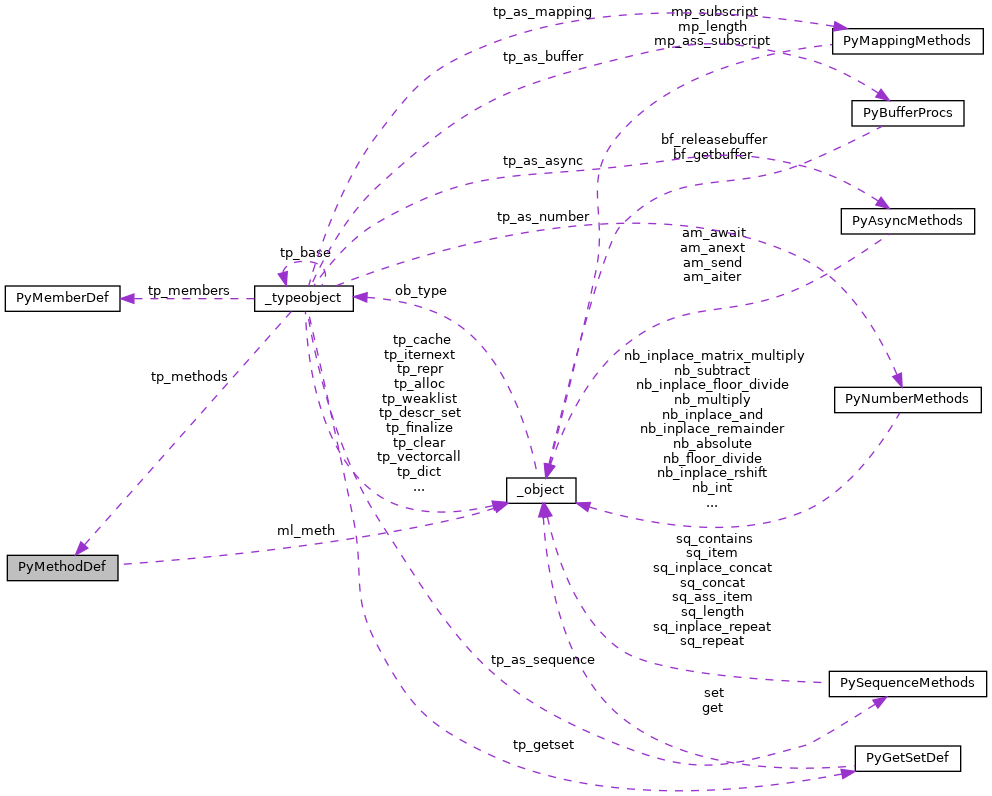 tp_as_mapping
mp_subscript
mp_length
mp_ass_subscript
PyMappingMethods
tp_as_buffer
PyBufferProcs
bf_releasebuffer
bf_getbuffer
tp_as_async
PyAsyncMethods
tp_as_number
am_await
am_anext
am_send
am_aiter
tp_base
PyMemberDef
tp_members
_typeobject
ob_type
tp_cache
tp_iternext
tp_repr
tp_alloc
tp_weaklist
tp_descr_set
tp_finalize
tp_clear
tp_vectorcall
tp_dict
...
nb_inplace_matrix_multiply
nb_subtract
nb_inplace_floor_divide
nb_multiply
nb_inplace_and
nb_inplace_remainder
nb_absolute
nb_floor_divide
nb_inplace_rshift
nb_int
...
PyNumberMethods
tp_methods
_object
ml_meth
PyMethodDef
sq_contains
sq_item
sq_inplace_concat
sq_concat
sq_ass_item
sq_length
sq_inplace_repeat
sq_repeat
tp_as_sequence
PySequenceMethods
set
get
tp_getset
PyGetSetDef